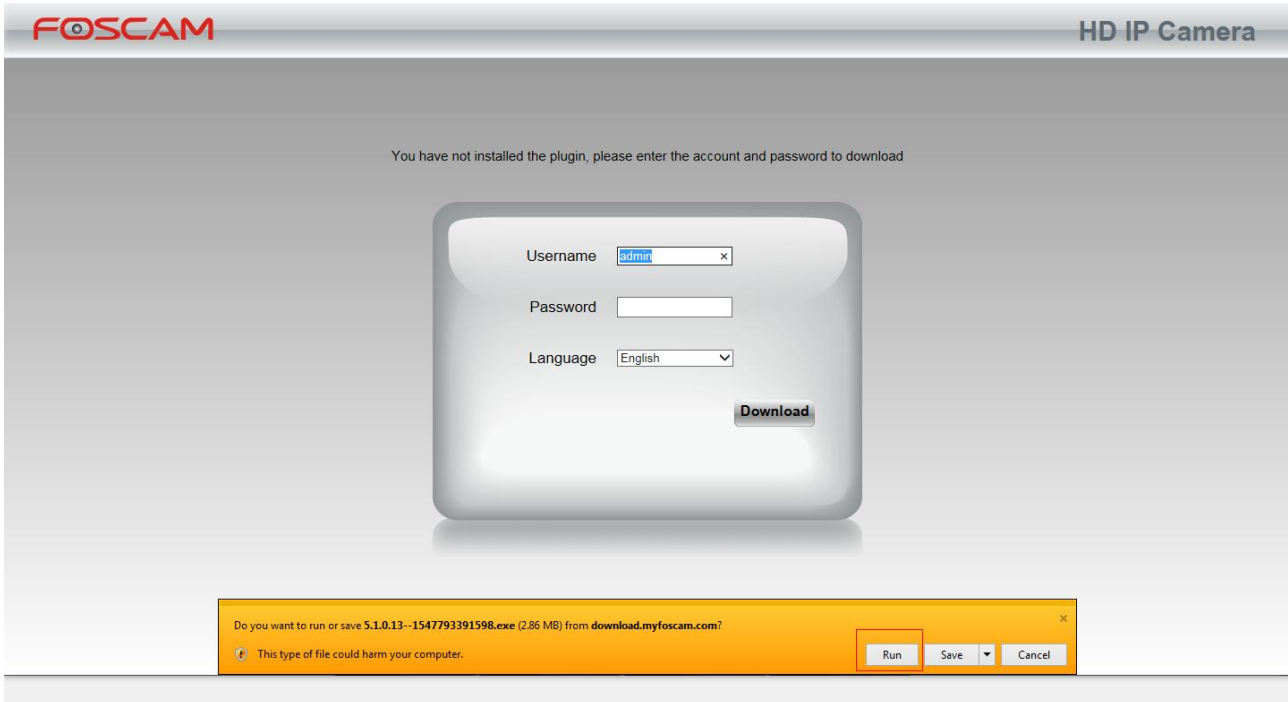 FOSCAM
HD IP Camera
You have not installed the plugin, please enter the account and password to download
Username admin ×
Password
Language English
Download
Do you want to run or save 5.1.0.13--1547793391598.exe (2.86 MB) from download.myfoscam.com? ×
This type of file could harm your computer.
Run Save Cancel